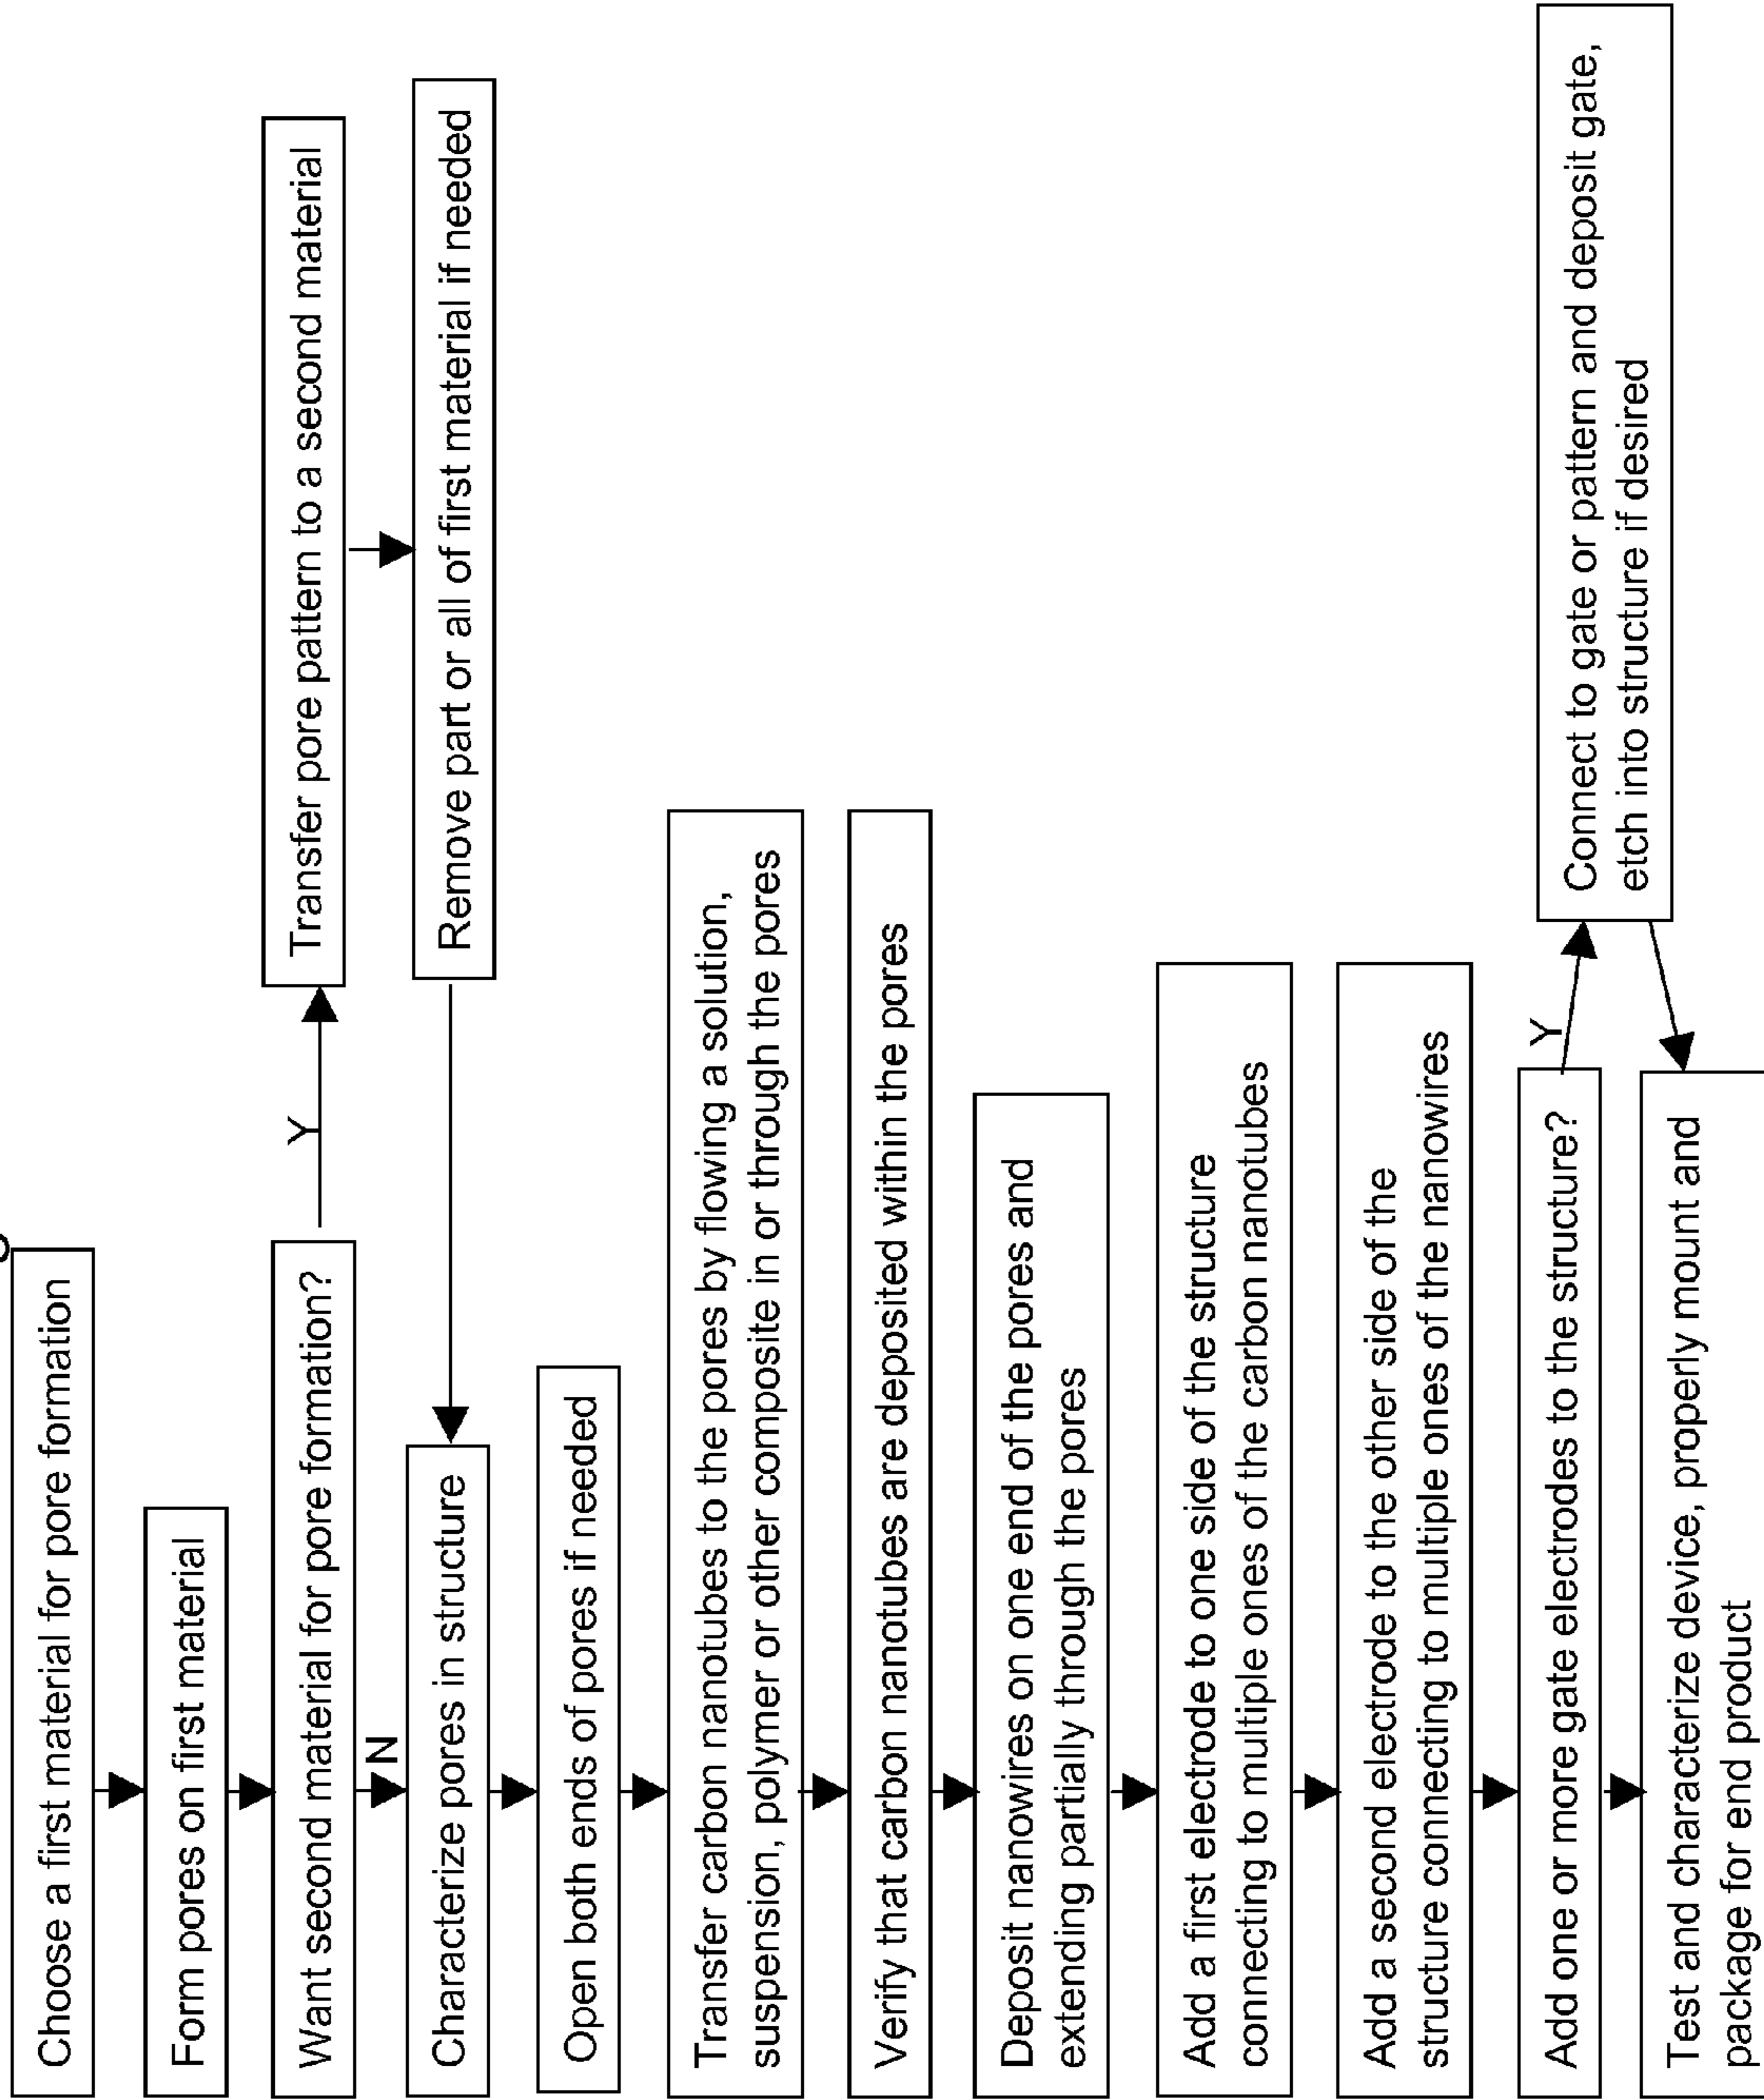 Choose a first material for pore formation
Form pores on first material
Want second material for pore formation?
Y
Transfer pore pattern to a second material
Remove part or all of first material if needed
N
Characterize pores in structure
Open both ends of pores if needed
Transfer carbon nanotubes to the pores by flowing a solution,
suspension, polymer or other composite in or through the pores
Verify that carbon nanotubes are deposited within the pores
Deposit nanowires on one end of the pores and
extending partially through the pores
Add a first electrode to one side of the structure
connecting to multiple ones of the carbon nanotubes
Add a second electrode to the other side of the
structure connecting to multiple ones of the nanowires
Add one or more gate electrodes to the structure?
Y
Connect to gate or pattern and deposit gate,
etch into structure if desired
Test and characterize device, properly mount and
package for end product